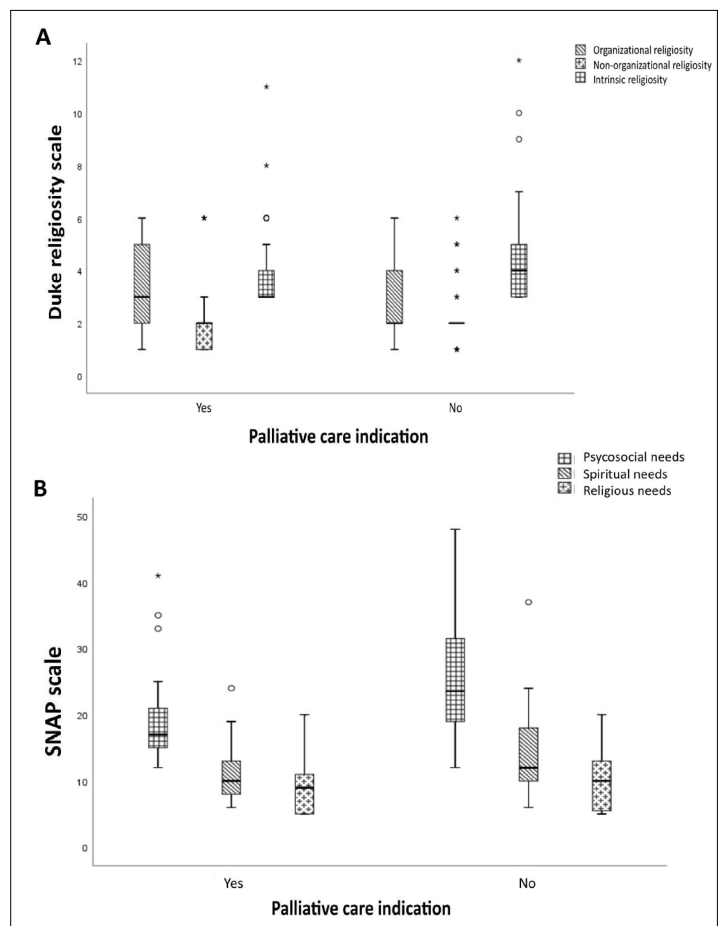 A
Organizational religiosity
Non-organizational religiosity
Intrinsic religiosity
Duke religiosity scale
12
10
8
6
4
2
0
Yes
No
Palliative care indication
B
Psycosocial needs
Spiritual needs
Religious needs
SNAP scale
50
40
30
20
10
0
Yes
No
Palliative care indication